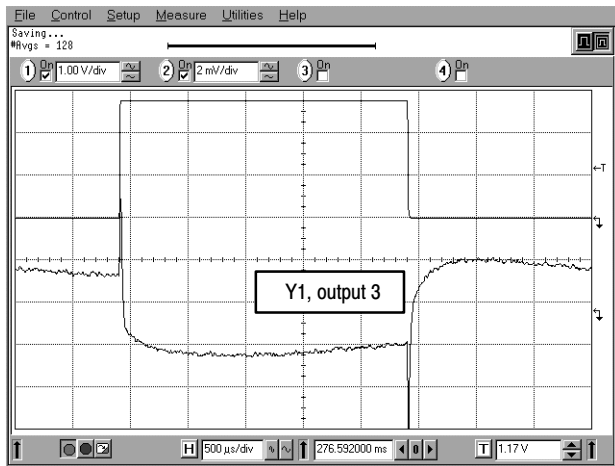 File Control Setup Measure Utilities Help
Saving...
#Avgs = 128
1 On 1.00 V/div 2 On 2 mV/div 3 On 4 On
T
Y1, output 3
H 500 µs/div 276.592000 ms 0 T 1.17 V